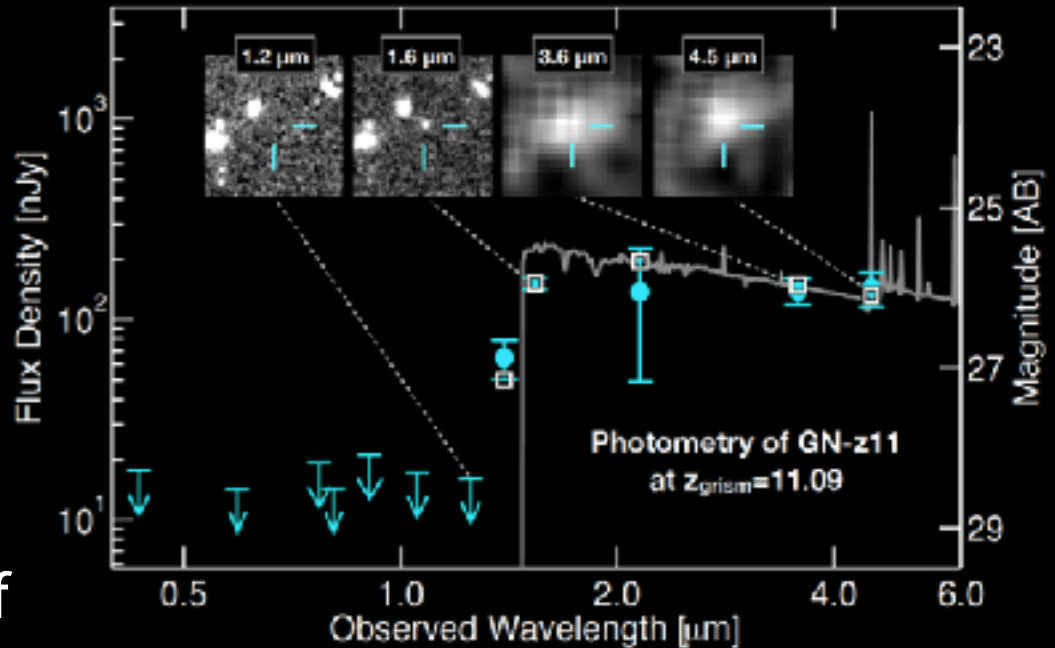 1.2 μm
1.6 μm
3.6 μm
4.5 μm
10³
10²
10¹
Flux Density [nJy]
23
25
27
29
Magnitude [AB]
Photometry of GN-z11
at z_grism=11.09
f
0.5
1.0
2.0
4.0
6.0
Observed Wavelength [μm]